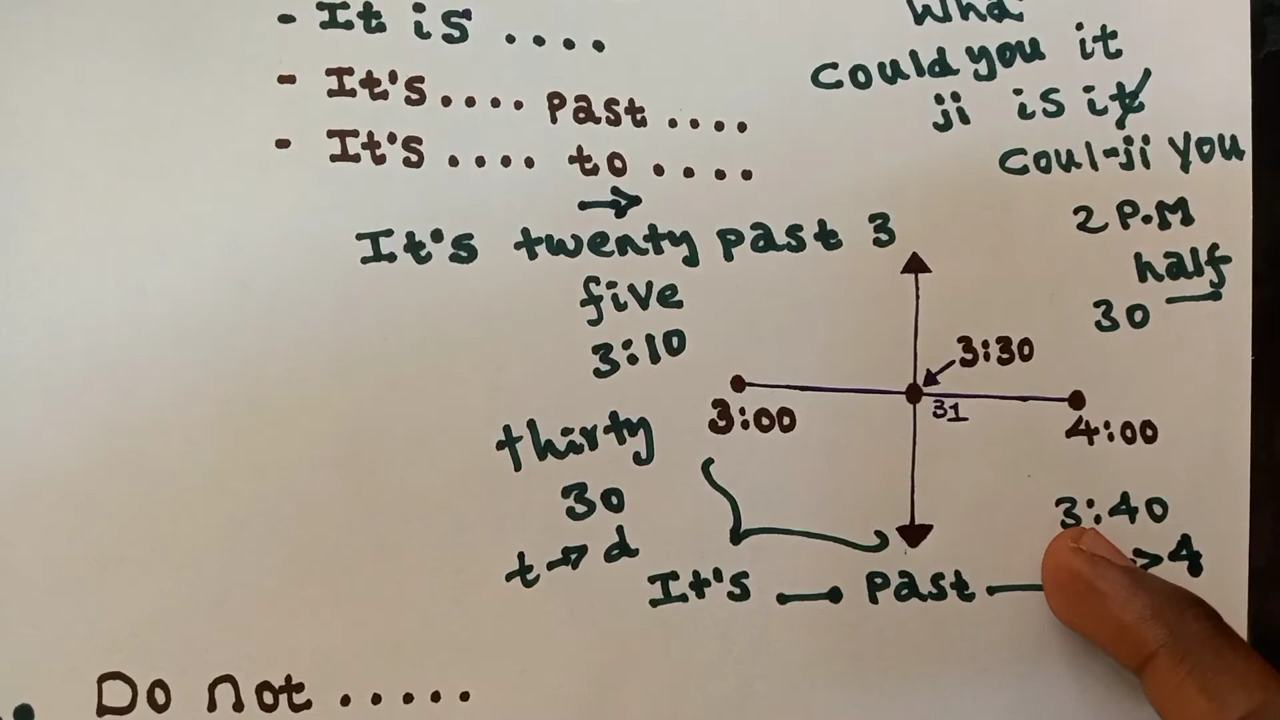 - It is ....
- It's.... past ....
- It's .... to ....
could you it
ji is it
coul-ji you
2 P.M
half
30
It's twenty past 3
five
3:10
3:30
31
3:00
4:00
thirty
30
t→d
3:40
>4
It's — past —
Do not .....